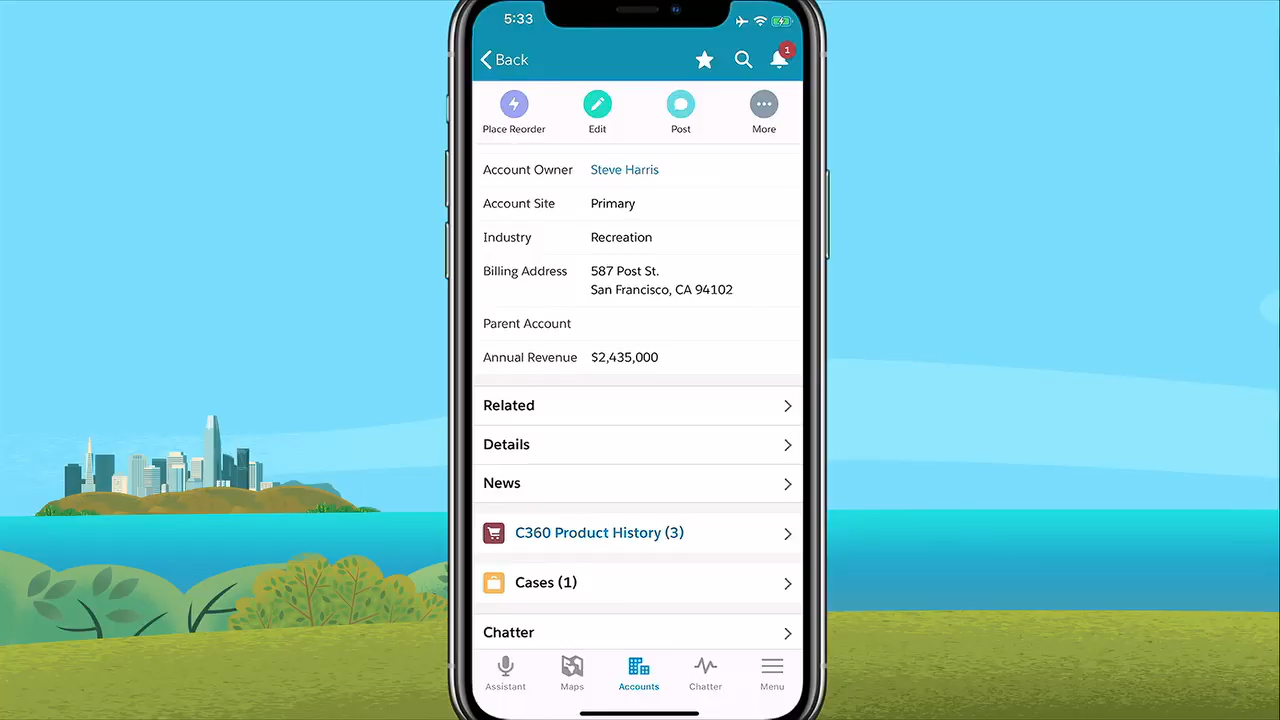 5:33
Back
1
Place Reorder
Edit
Post
More
Account Owner Steve Harris
Account Site Primary
Industry Recreation
Billing Address 587 Post St.
San Francisco, CA 94102
Parent Account
Annual Revenue $2,435,000
Related
Details
News
C360 Product History (3)
Cases (1)
Chatter
Assistant
Maps
Accounts
Chatter
Menu